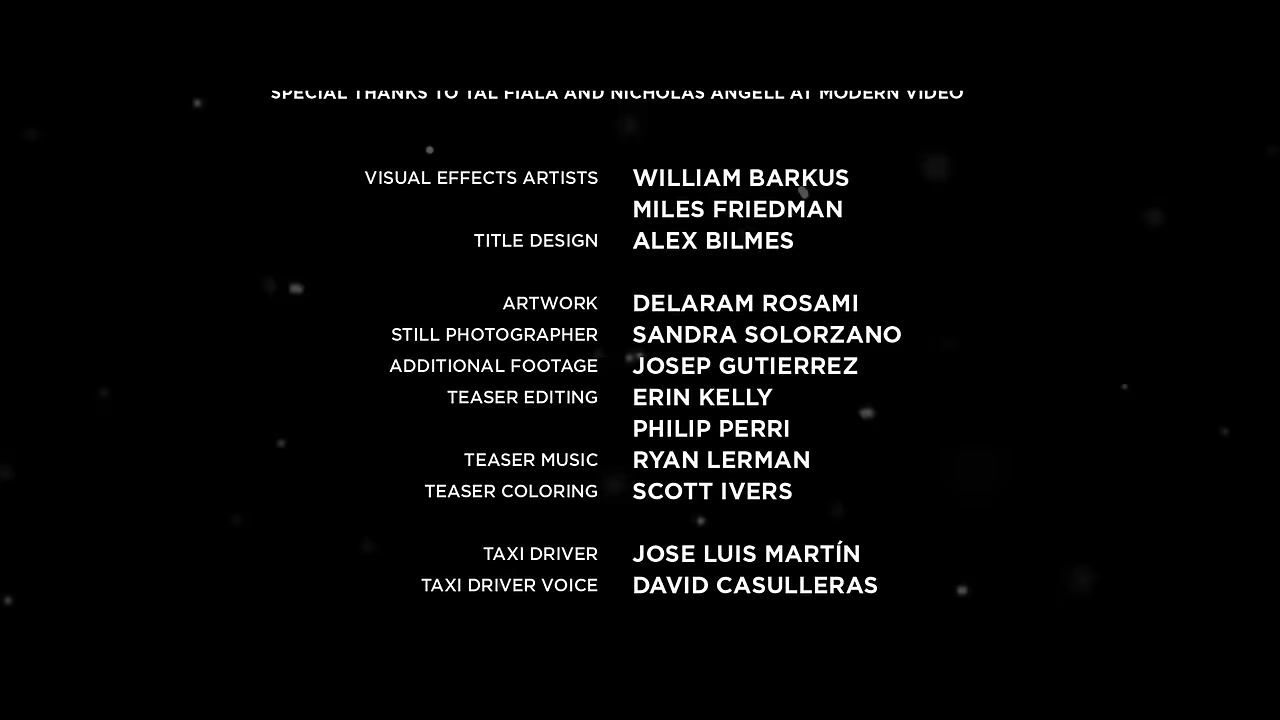 SPECIAL THANKS TO TAL FIALA AND NICHOLAS ANGELL AT MODERN VIDEO
VISUAL EFFECTS ARTISTS WILLIAM BARKUS
MILES FRIEDMAN
TITLE DESIGN ALEX BILMES
ARTWORK DELARAM ROSAMI
STILL PHOTOGRAPHER SANDRA SOLORZANO
ADDITIONAL FOOTAGE JOSEP GUTIERREZ
TEASER EDITING ERIN KELLY
PHILIP PERRI
TEASER MUSIC RYAN LERMAN
TEASER COLORING SCOTT IVERS
TAXI DRIVER JOSE LUIS MARTÍN
TAXI DRIVER VOICE DAVID CASULLERAS